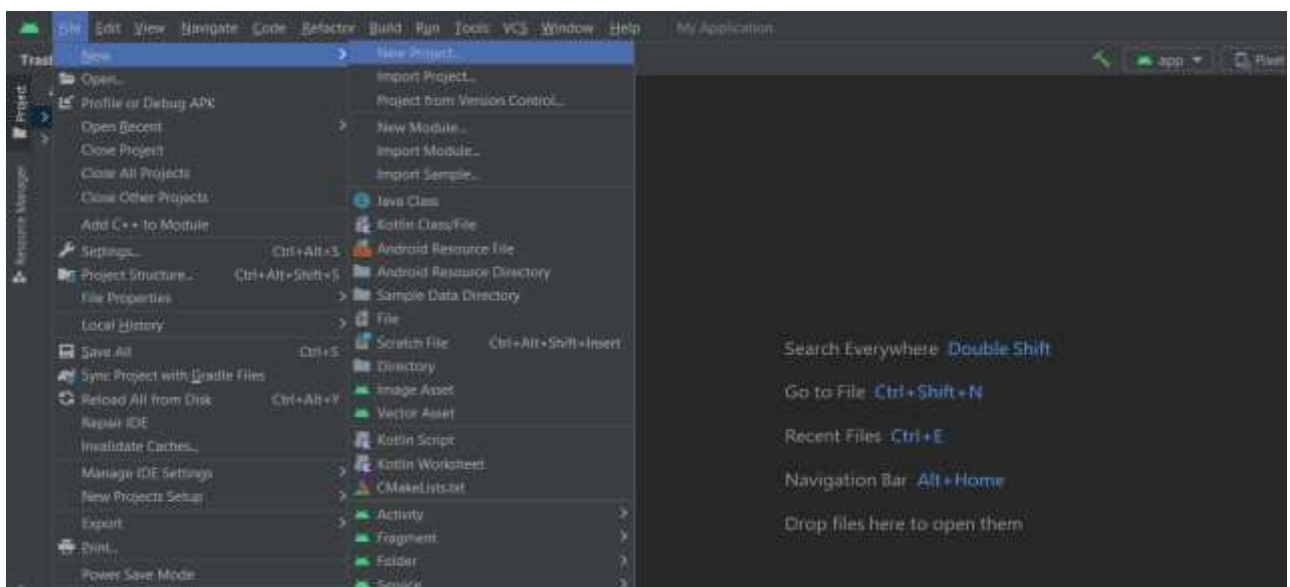 File Edit View Navigate Code Refactor Build Run Tools VCS Window Help My Application
Trash
app
Pixel
Project
Resource Manager
New
Open...
Profile or Debug APK
Open Recent
Close Project
Close All Projects
Close Other Projects
Add C++ to Module
Settings... Ctrl+Alt+S
Project Structure... Ctrl+Alt+Shift+S
File Properties
Local History
Save All Ctrl+S
Sync Project with Gradle Files
Reload All from Disk Ctrl+Alt+Y
Repair IDE
Invalidate Caches...
Manage IDE Settings
New Projects Setup
Export
Print...
Power Save Mode
New Project...
Import Project...
Project from Version Control...
New Module...
Import Module...
Import Sample...
Java Class
Kotlin Class/File
Android Resource File
Android Resource Directory
Sample Data Directory
File
Scratch File Ctrl+Alt+Shift+Insert
Directory
Image Asset
Vector Asset
Kotlin Script
Kotlin Worksheet
CMakeLists.txt
Activity
Fragment
Folder
Service
Search Everywhere Double Shift
Go to File Ctrl+Shift+N
Recent Files Ctrl+E
Navigation Bar Alt+Home
Drop files here to open them